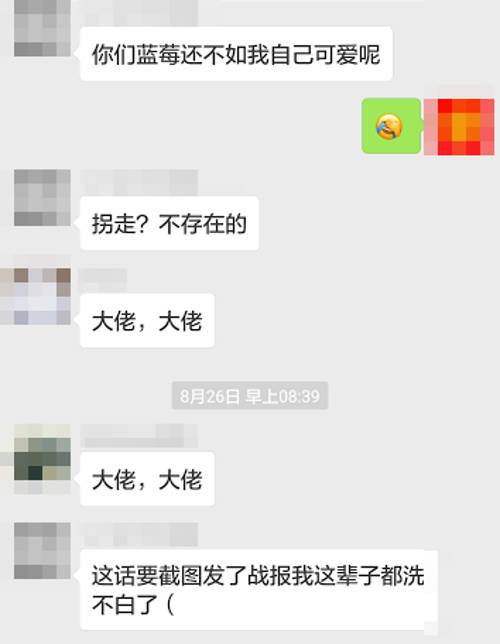 你们蓝莓还不如我自己可爱呢
拐走？不存在的
大佬，大佬
8月26日 早上08:39
大佬，大佬
这话要截图发了战报我这辈子都洗
不白了（